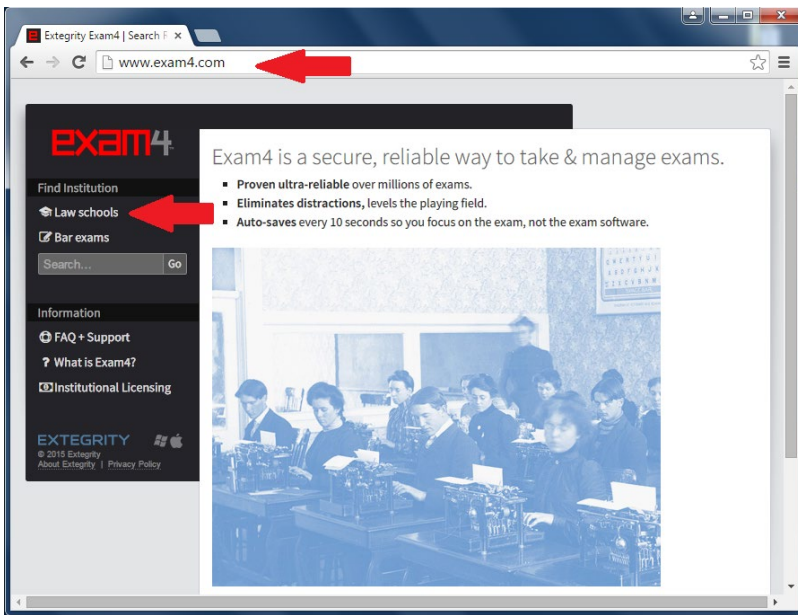 Extegrity Exam4 | Search F
www.exam4.com
exam4
Find Institution
Law schools
Bar exams
Search...
Go
Information
FAQ + Support
? What is Exam4?
Institutional Licensing
EXTEGRITY
© 2015 Extegrity
About Extegrity | Privacy Policy
Exam4 is a secure, reliable way to take & manage exams.
Proven ultra-reliable over millions of exams.
Eliminates distractions, levels the playing field.
Auto-saves every 10 seconds so you focus on the exam, not the exam software.